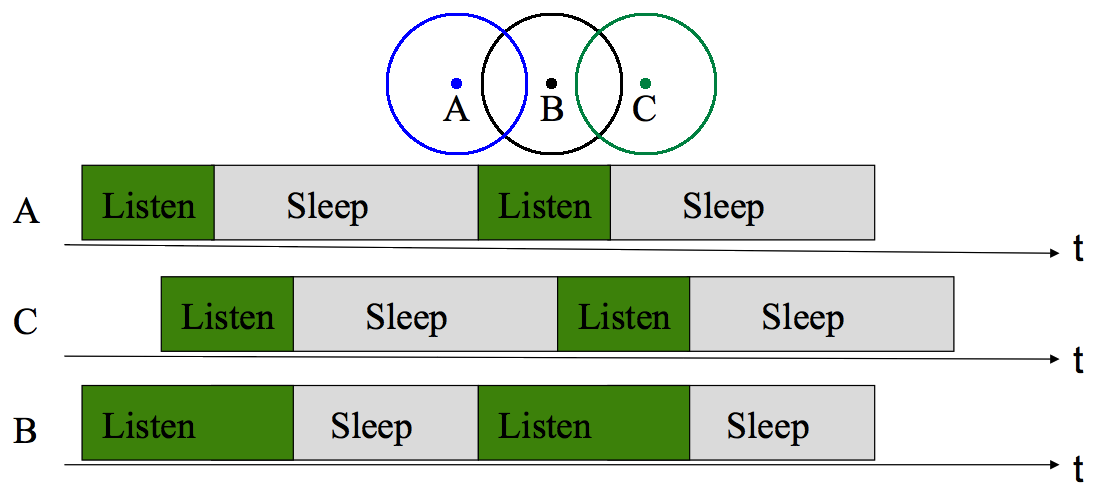 A B C
A Listen Sleep Listen Sleep
t
C Listen Sleep Listen Sleep
t
B Listen Sleep Listen Sleep
t